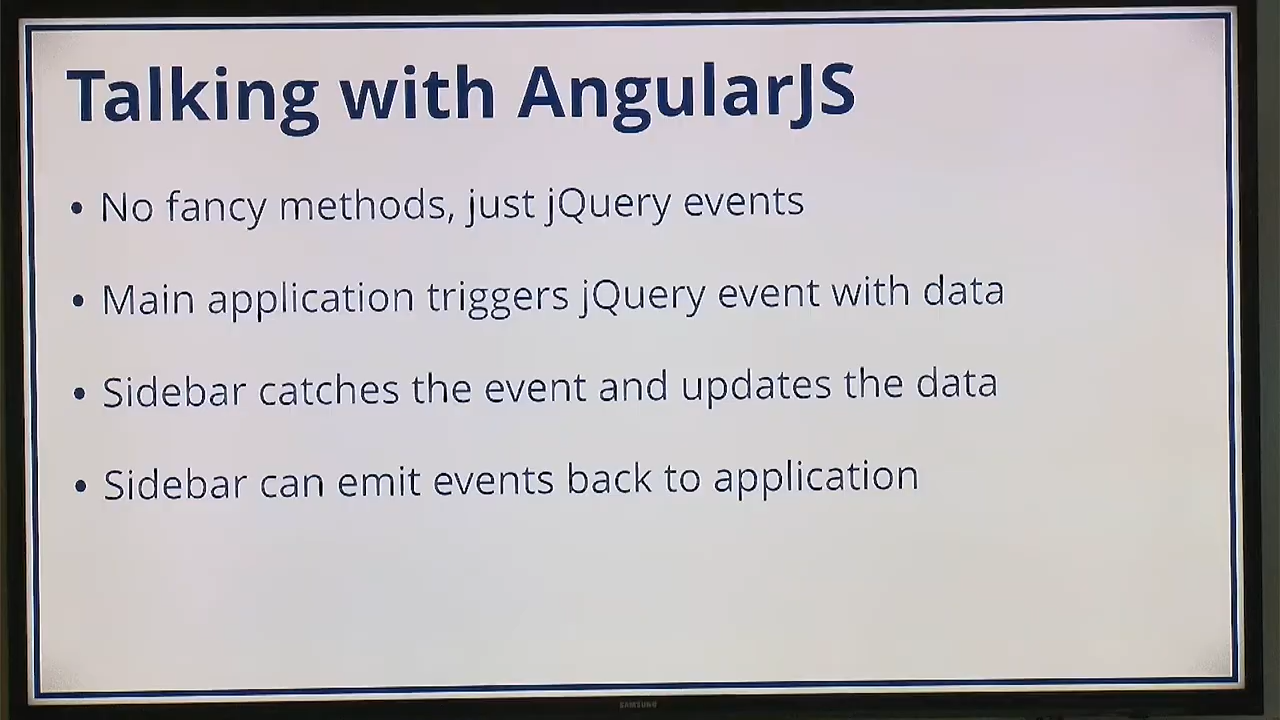 Talking with AngularJS
• No fancy methods, just jQuery events
• Main application triggers jQuery event with data
• Sidebar catches the event and updates the data
• Sidebar can emit events back to application
SAMSUNG